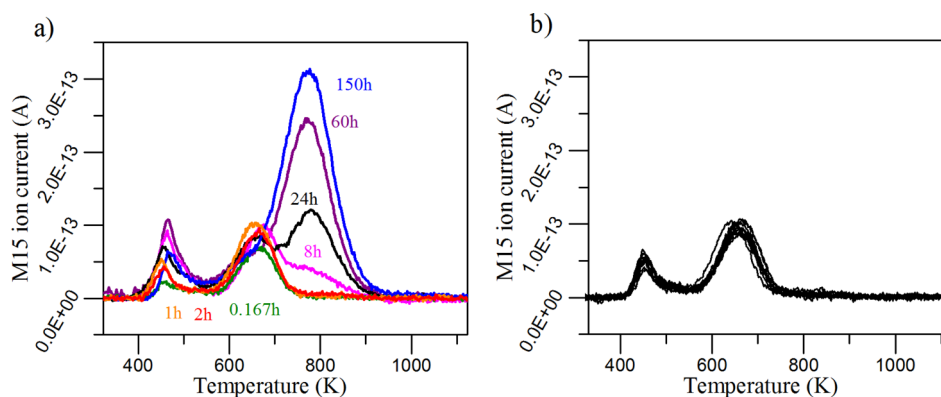 a)
M15 ion current (A)
3.0E-13
2.0E-13
1.0E-13
0.0E+00
150h
60h
24h
8h
1h
2h
0.167h
400 600 800 1000
Temperature (K)
b)
M15 ion current (A)
3.0E-13
2.0E-13
1.0E-13
0.0E+00
400 600 800 1000
Temperature (K)